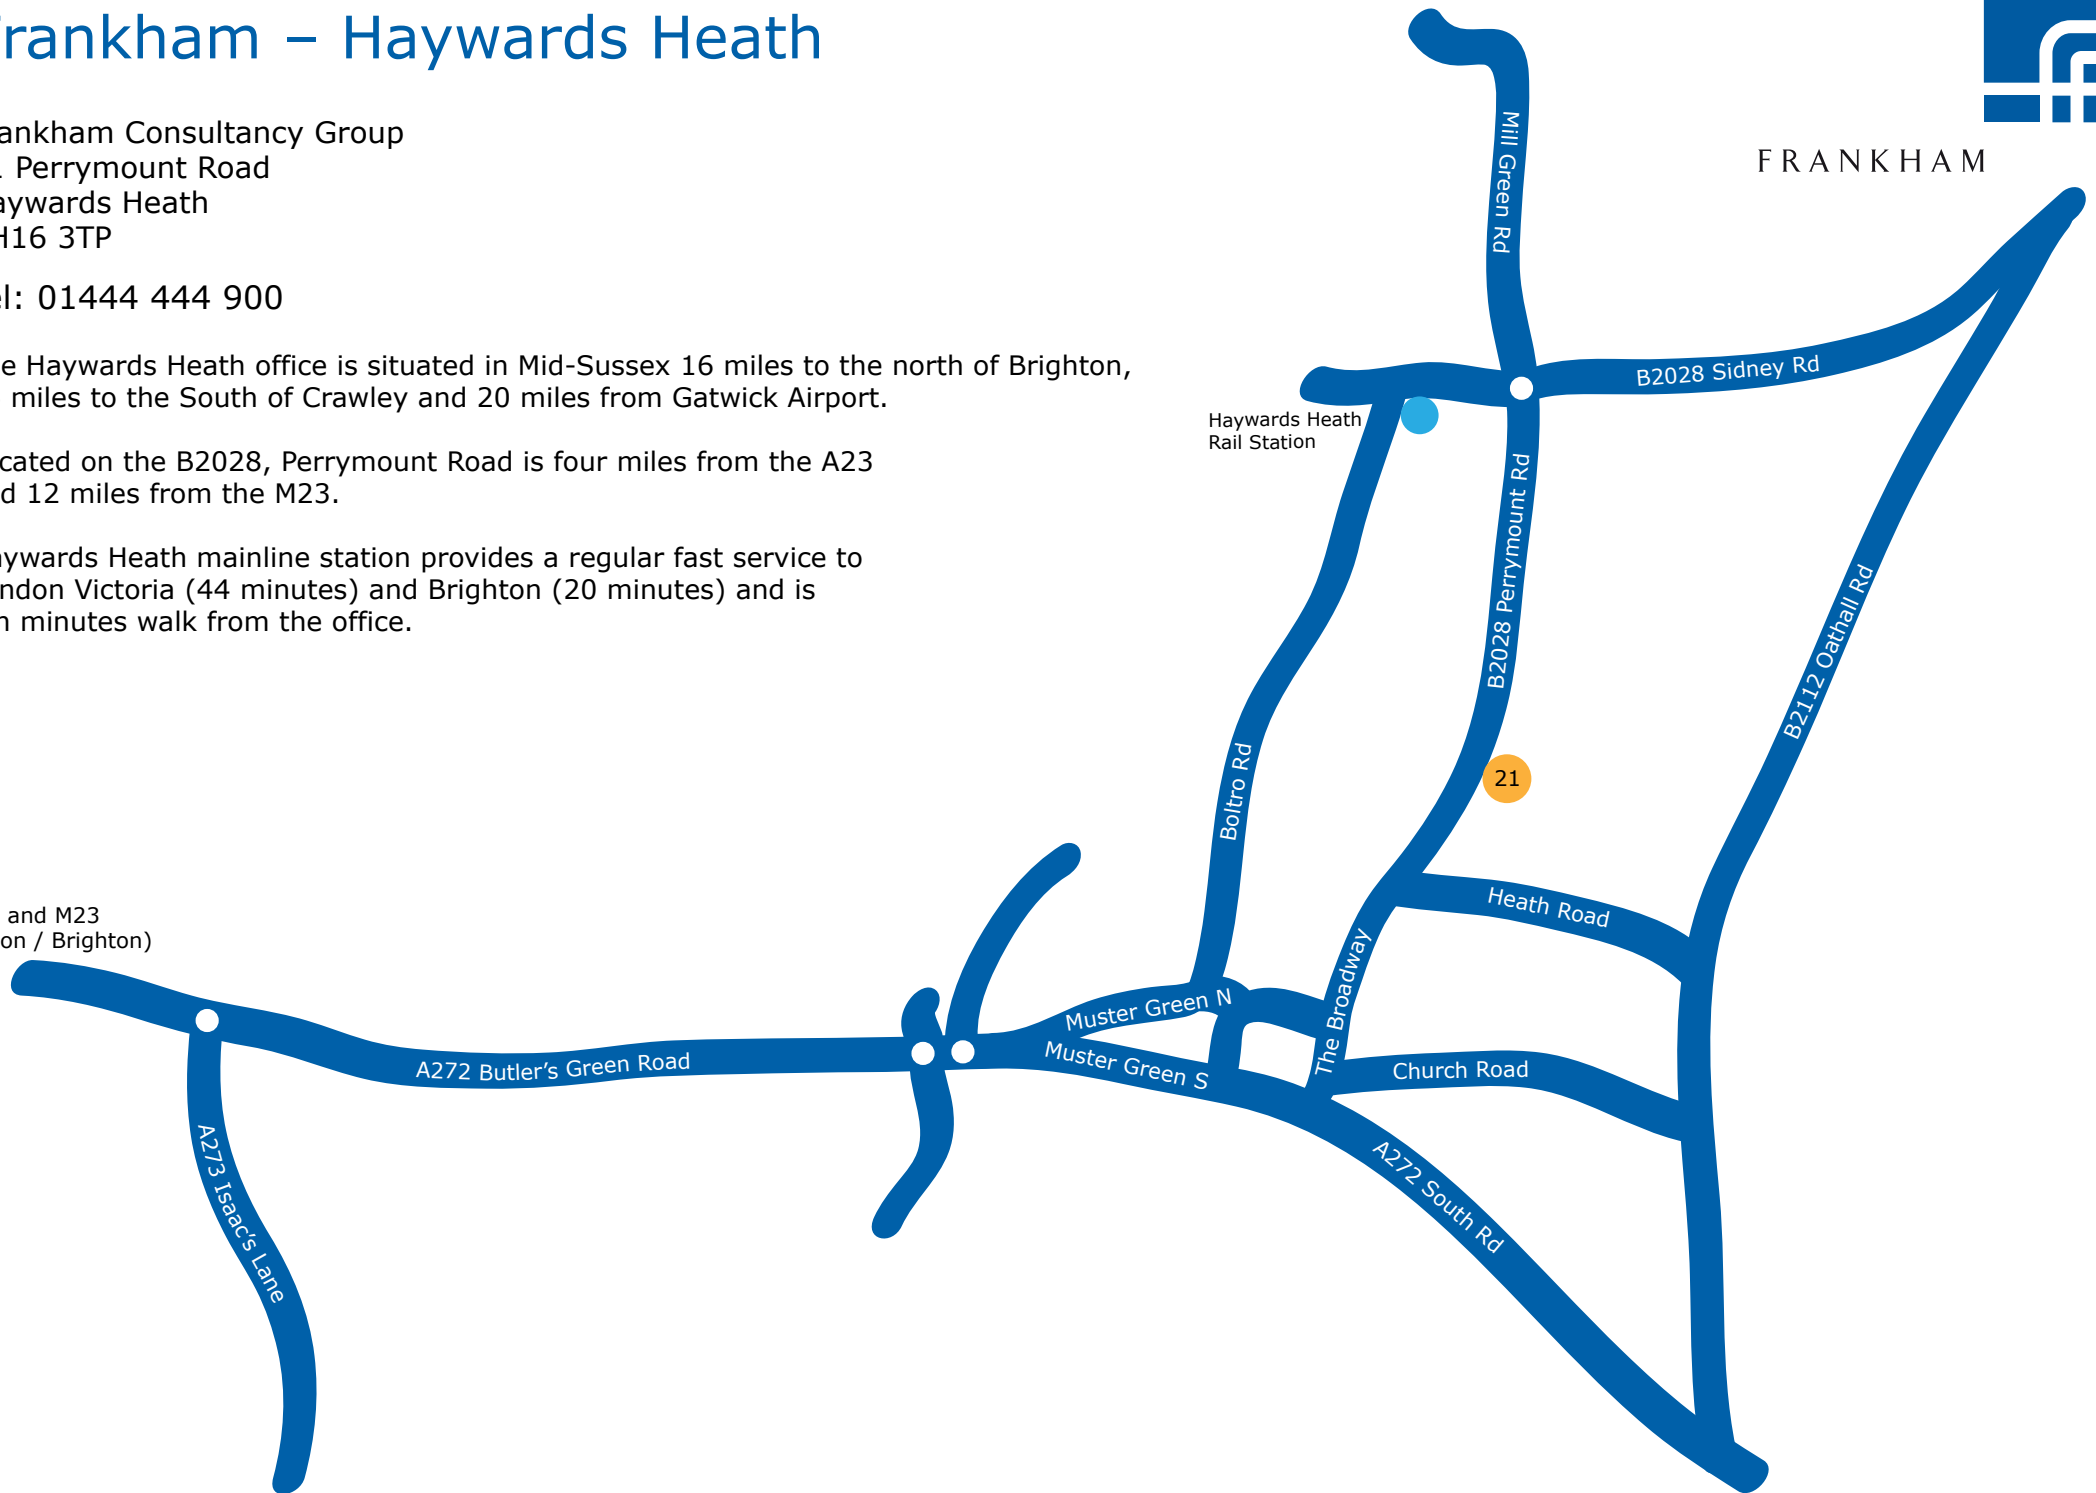 rankham – Haywards Heath
ankham Consultancy Group
Perrymount Road
aywards Heath
H16 3TP
el: 01444 444 900
e Haywards Heath office is situated in Mid-Sussex 16 miles to the north of Brighton,
miles to the South of Crawley and 20 miles from Gatwick Airport.
cated on the B2028, Perrymount Road is four miles from the A23
d 12 miles from the M23.
aywards Heath mainline station provides a regular fast service to
ndon Victoria (44 minutes) and Brighton (20 minutes) and is
n minutes walk from the office.
FRANKHAM
Mill Green Rd
B2028 Sidney Rd
Haywards Heath
Rail Station
B2028 Perrymount Rd
B2112 Oathall Rd
Boltro Rd
21
Heath Road
and M23
on / Brighton)
The Broadway
Muster Green N
Muster Green S
A272 Butler’s Green Road
Church Road
A273 Isaac’s Lane
A272 South Rd